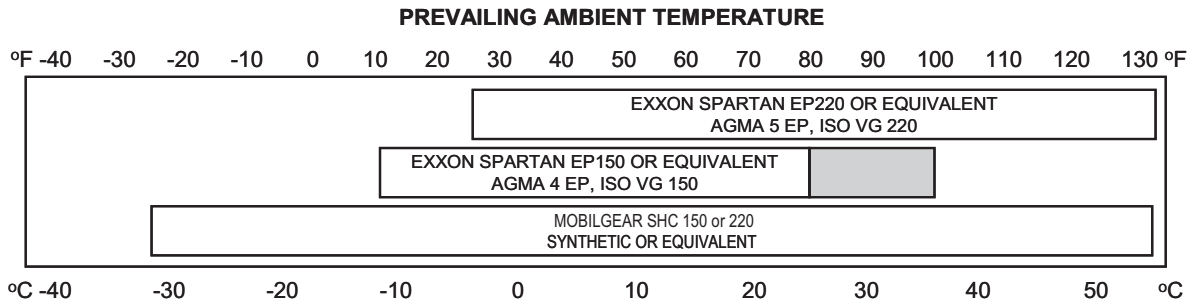 PREVAILING AMBIENT TEMPERATURE
ºF -40 -30 -20 -10 0 10 20 30 40 50 60 70 80 90 100 110 120 130 ºF
EXXON SPARTAN EP220 OR EQUIVALENT
AGMA 5 EP, ISO VG 220
EXXON SPARTAN EP150 OR EQUIVALENT
AGMA 4 EP, ISO VG 150
MOBILGEAR SHC 150 or 220
SYNTHETIC OR EQUIVALENT
ºC -40 -30 -20 -10 0 10 20 30 40 50 ºC